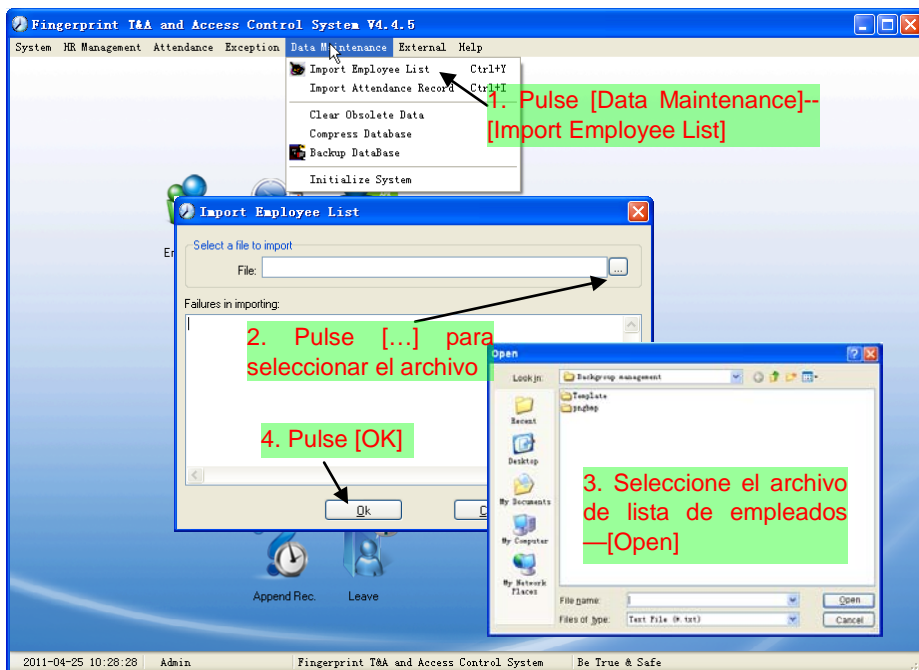 Fingerprint T&A and Access Control System V4.4.5
System HR Management Attendance Exception Data Maintenance External Help
Import Employee List Ctrl+Y
Import Attendance Record Ctrl+I
Clear Obsolete Data
Compress Database
Backup DataBase
Initialize System
1. Pulse [Data Maintenance]--
[Import Employee List]
Import Employee List
Select a file to import
File: ...
Failures in importing:
2. Pulse [...] para
seleccionar el archivo
4. Pulse [OK]
Ok
Open
Look in: Backgroup management
Template
pngbmp
Recent
Desktop
My Documents
My Computer
My Network
Places
3. Seleccione el archivo
de lista de empleados
—[Open]
File name: Open
Files of type: Text File (*.txt) Cancel
Append Rec. Leave
2011-04-25 10:28:28 Admin Fingerprint T&A and Access Control System Be True & Safe